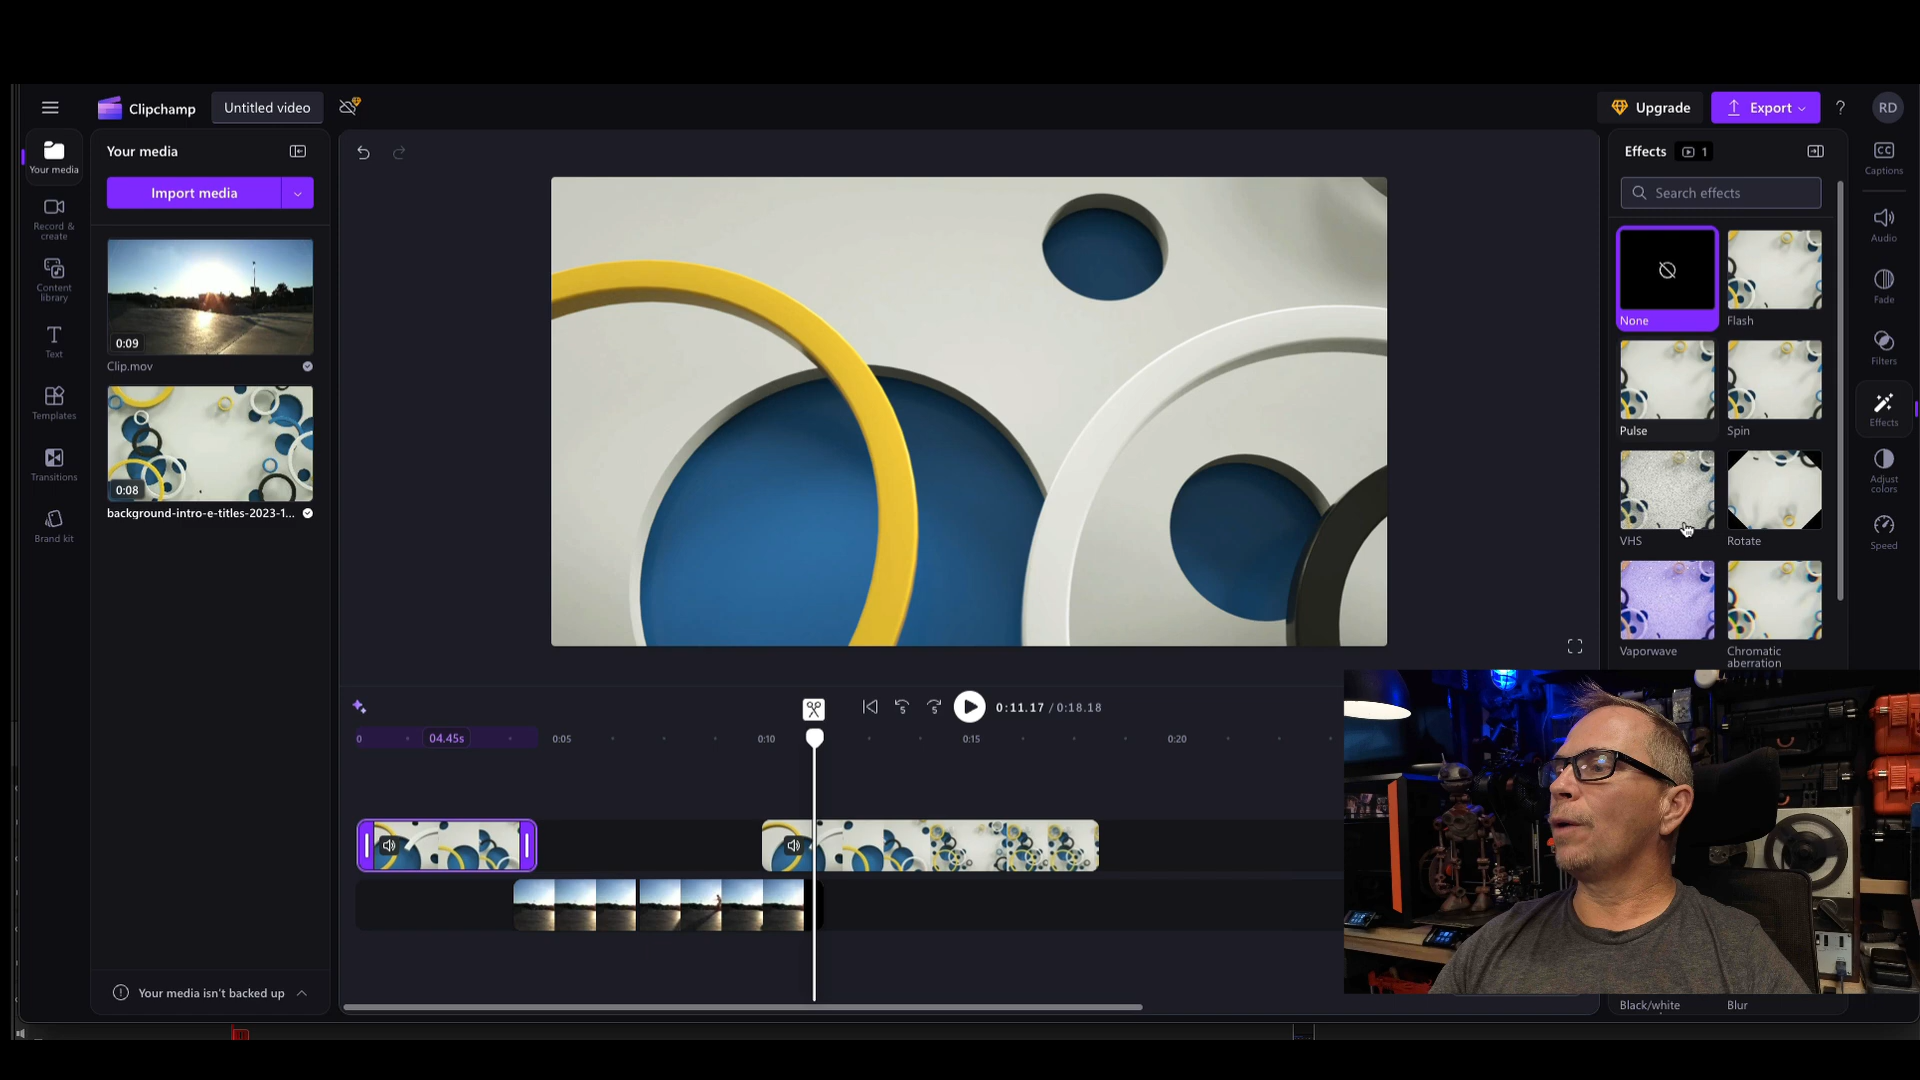 Clipchamp
Untitled video
Upgrade
Export
?
RD
Your media
Record &
create
Content
library
Text
Templates
Transitions
Brand kit
Your media
Import media
0:09
Clip.mov
0:08
background-intro-e-titles-2023-1...
Your media isn't backed up
5
5
0:11.17 / 0:18.18
0
04.45s
0:05
0:10
0:15
0:20
Effects
1
Search effects
None
Flash
Pulse
Spin
VHS
Rotate
Vaporwave
Chromatic
aberration
Black/white
Blur
CC
Captions
Audio
Fade
Filters
Effects
Adjust
colors
Speed